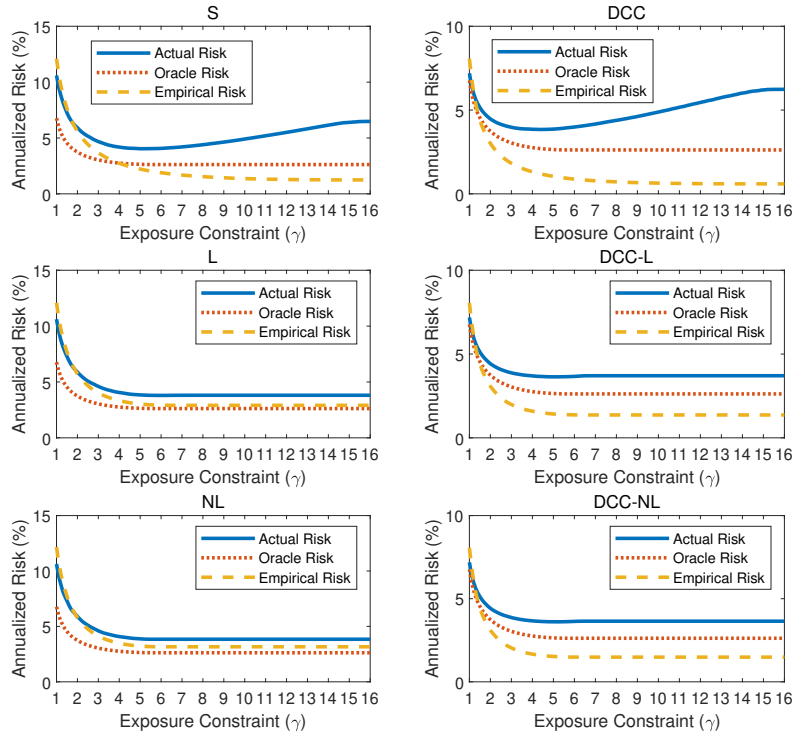 S
Annualized Risk (%)
15
10
5
0
Actual Risk
Oracle Risk
Empirical Risk
1 2 3 4 5 6 7 8 9 10 11 12 13 14 15 16
Exposure Constraint (γ)
DCC
Annualized Risk (%)
10
5
0
Actual Risk
Oracle Risk
Empirical Risk
1 2 3 4 5 6 7 8 9 10 11 12 13 14 15 16
Exposure Constraint (γ)
L
Annualized Risk (%)
15
10
5
0
Actual Risk
Oracle Risk
Empirical Risk
1 2 3 4 5 6 7 8 9 10 11 12 13 14 15 16
Exposure Constraint (γ)
DCC-L
Annualized Risk (%)
10
5
0
Actual Risk
Oracle Risk
Empirical Risk
1 2 3 4 5 6 7 8 9 10 11 12 13 14 15 16
Exposure Constraint (γ)
NL
Annualized Risk (%)
15
10
5
0
Actual Risk
Oracle Risk
Empirical Risk
1 2 3 4 5 6 7 8 9 10 11 12 13 14 15 16
Exposure Constraint (γ)
DCC-NL
Annualized Risk (%)
10
5
0
Actual Risk
Oracle Risk
Empirical Risk
1 2 3 4 5 6 7 8 9 10 11 12 13 14 15 16
Exposure Constraint (γ)